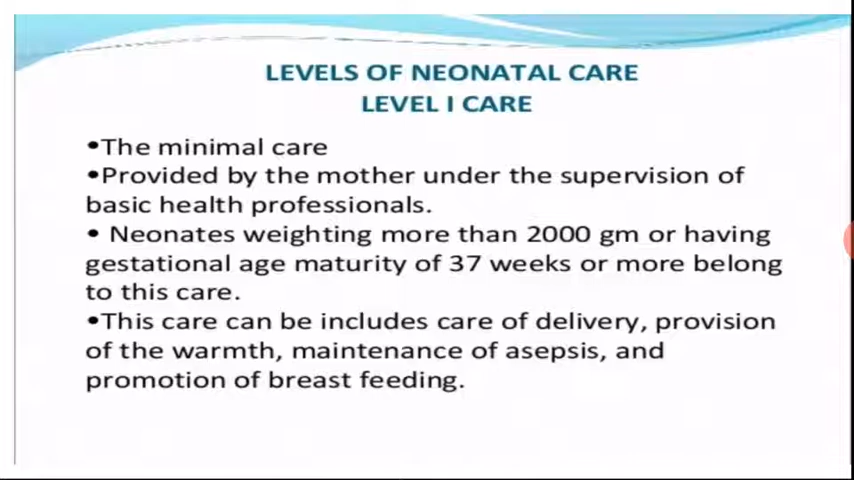 LEVELS OF NEONATAL CARE
LEVEL I CARE
•The minimal care
•Provided by the mother under the supervision of
basic health professionals.
• Neonates weighting more than 2000 gm or having
gestational age maturity of 37 weeks or more belong
to this care.
•This care can be includes care of delivery, provision
of the warmth, maintenance of asepsis, and
promotion of breast feeding.